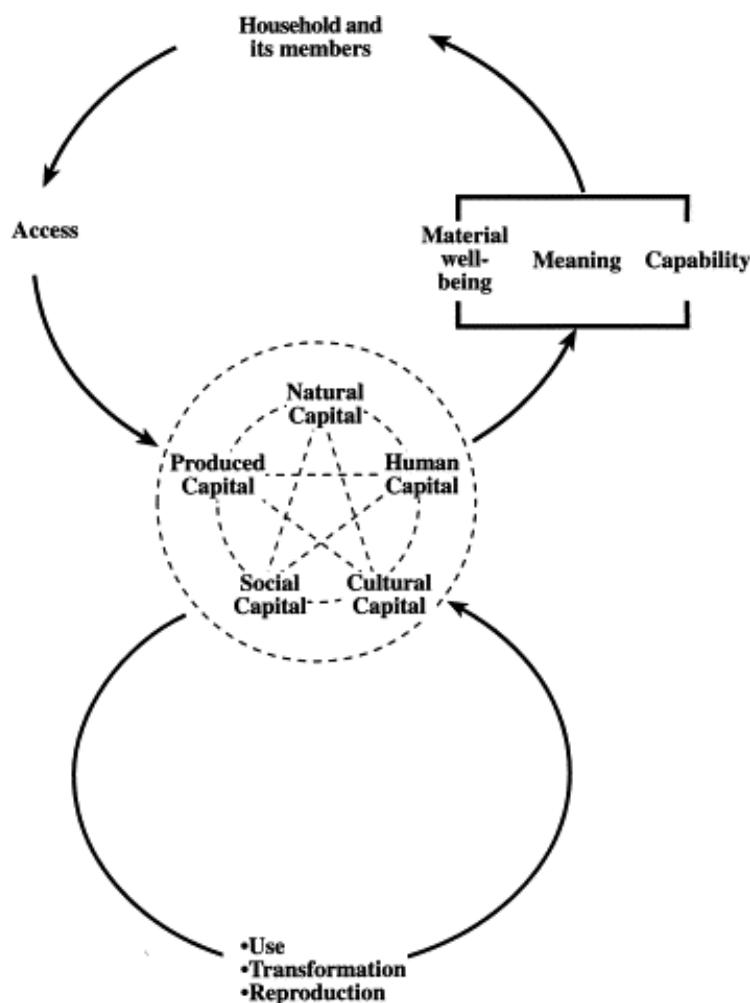 Household and
its members
Access
Material
well-
being
Meaning
Capability
Natural
Capital
Produced
Capital
Human
Capital
Social
Capital
Cultural
Capital
•Use
•Transformation
•Reproduction